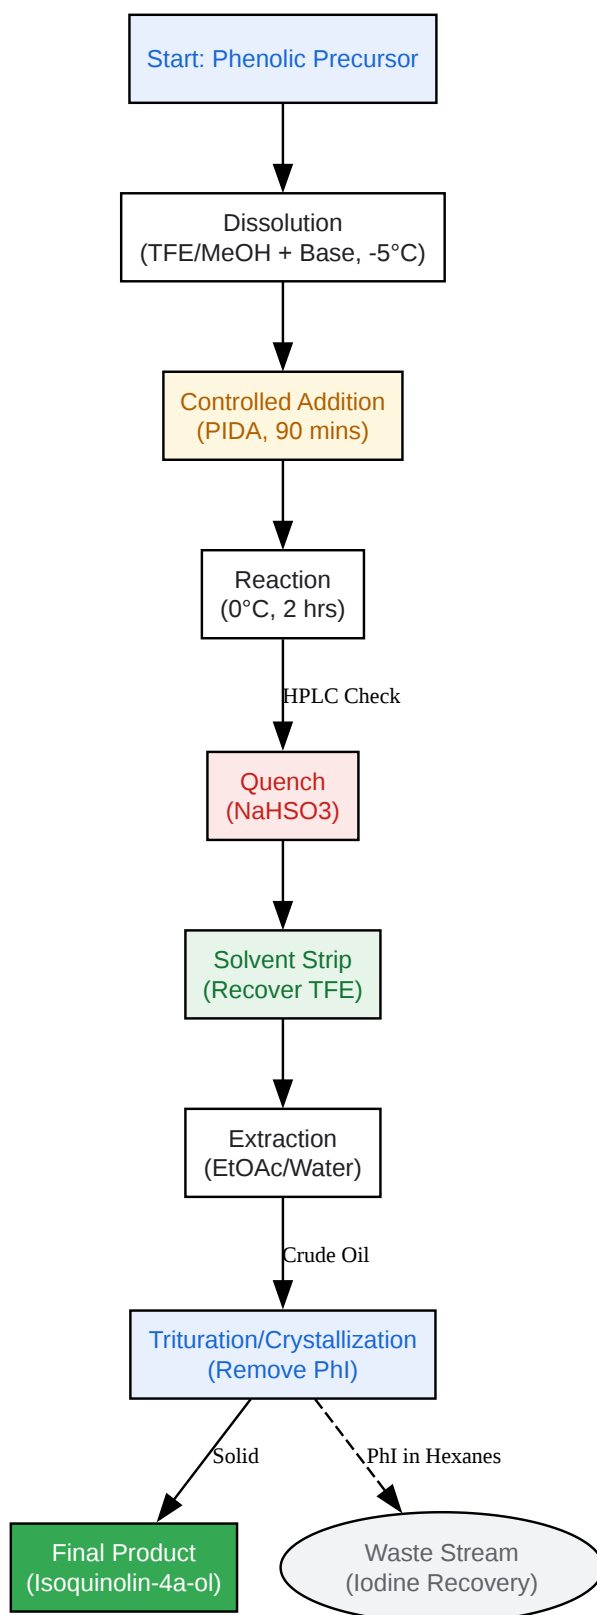 Start: Phenolic Precursor
Dissolution
(TFE/MeOH + Base, -5°C)
Controlled Addition
(PIDA, 90 mins)
Reaction
(0°C, 2 hrs)
HPLC Check
Quench
(NaHSO3)
Solvent Strip
(Recover TFE)
Extraction
(EtOAc/Water)
Crude Oil
Trituration/Crystallization
(Remove PhI)
Solid
PhI in Hexanes
Final Product
(Isoquinolin-4a-ol)
Waste Stream
(Iodine Recovery)